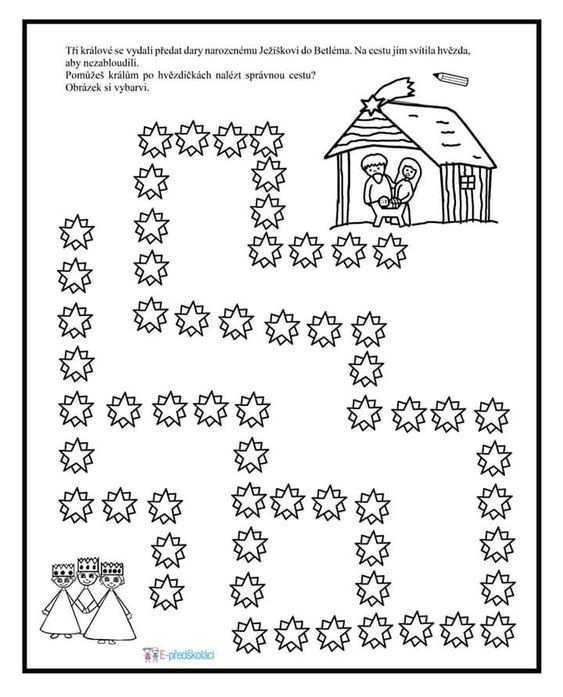 Tři králové se vydali předat dary narozenému Ježíškovi do Betléma. Na cestu jim svítila hvězda,
aby nezabloudili.
Pomůžeš králům po hvězdičkách nalézt správnou cestu?
Obrázek si vybarvi.
E-předškoláci